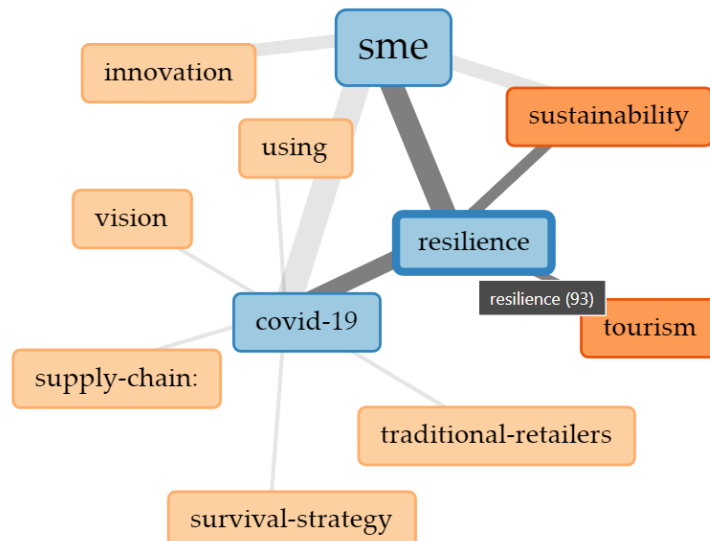 sme
innovation
sustainability
using
vision
resilience
resilience (93)
covid-19
tourism
supply-chain:
traditional-retailers
survival-strategy